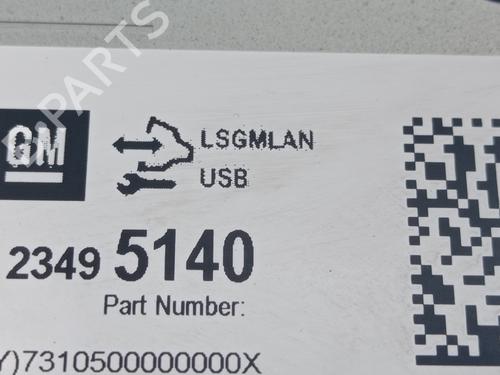 GM
LSGMLAN
USB
2349 5140
Part Number:
Y)7310500000000X